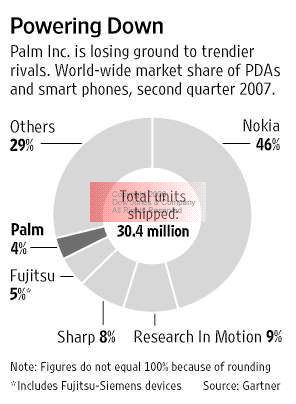 Powering Down
Palm Inc. is losing ground to trendier
rivals. World-wide market share of PDAs
and smart phones, second quarter 2007.
Others
29%
Nokia
46%
Total units
shipped:
30.4 million
Palm
4%
Fujitsu
5%*
Sharp 8%
Research In Motion 9%
Note: Figures do not equal 100% because of rounding
*Includes Fujitsu-Siemens devices
Source: Gartner